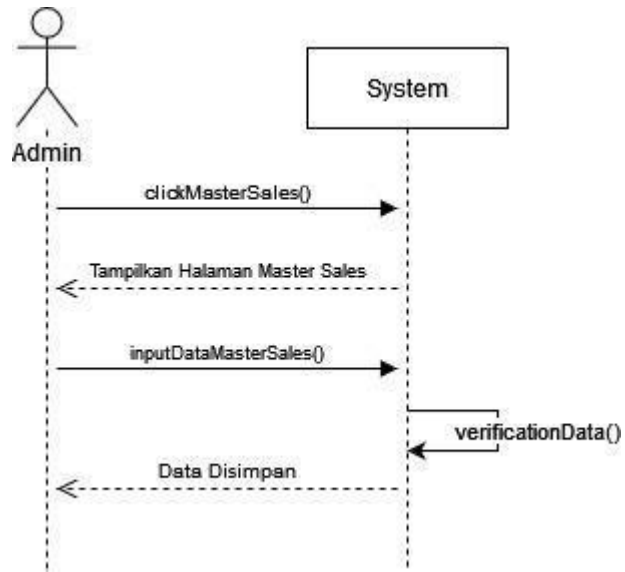 System
Admin
clickMasterSales()
Tampilkan Halaman Master Sales
inputDataMasterSales()
verificationData()
Data Disimpan